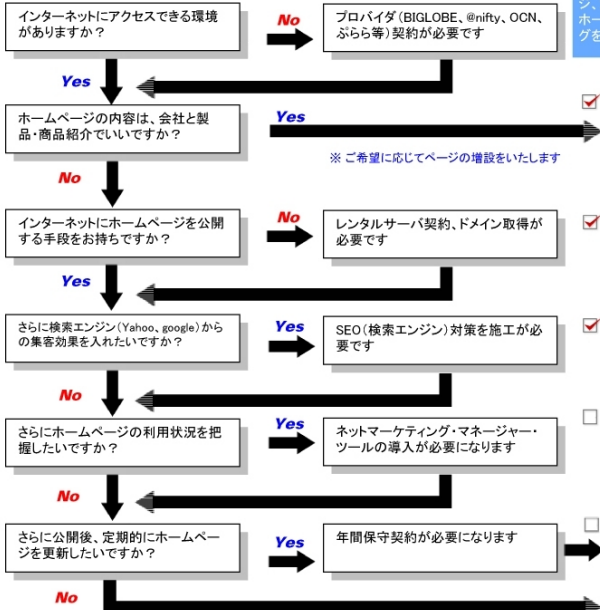 インターネットにアクセスできる環境
がありますか？
No
プロバイダ（BIGLOBE、@nifty、OCN、
ぷらら等）契約が必要です
ジ、
ホー
グを
Yes
ホームページの内容は、会社と製
品・商品紹介でいいですか？
Yes
※ ご希望に応じてページの増設をいたします
No
インターネットにホームページを公開
する手段をお持ちですか？
No
レンタルサーバ契約、ドメイン取得が
必要です
Yes
さらに検索エンジン（Yahoo、google）から
の集客効果を入れたいですか？
Yes
SEO（検索エンジン）対策を施工が必
要です
No
さらにホームページの利用状況を把
握したいですか？
Yes
ネットマーケティング・マネージャー・
ツールの導入が必要になります
No
さらに公開後、定期的にホームペー
ジを更新したいですか？
Yes
年間保守契約が必要になります
No